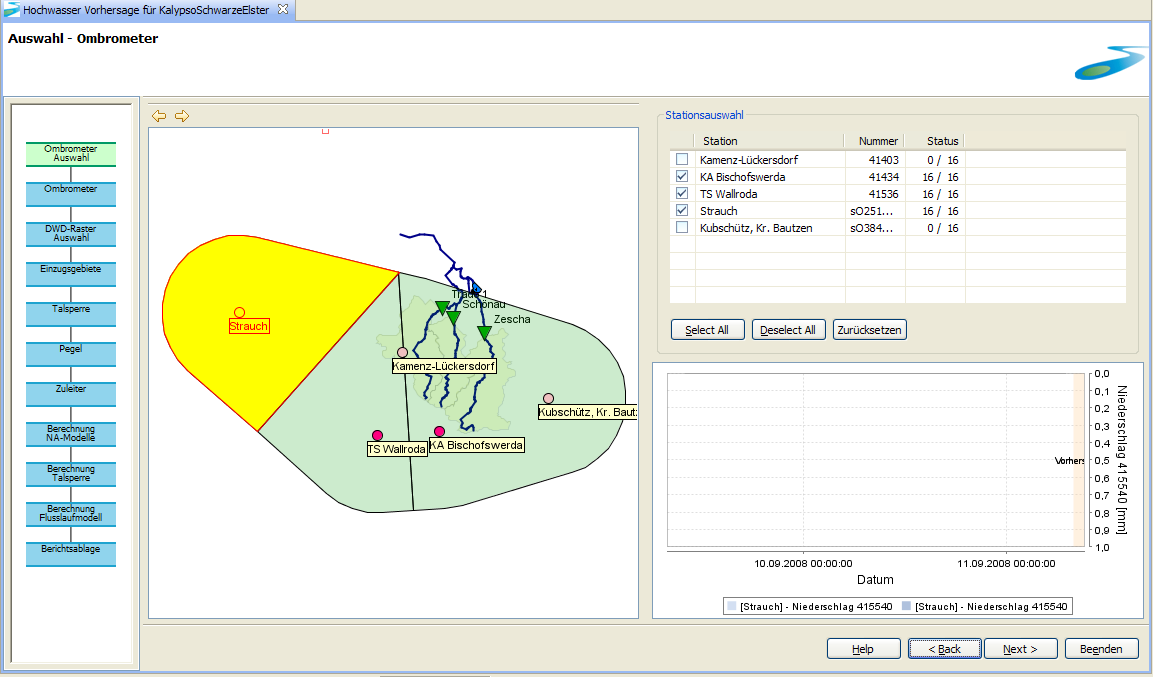 Hochwasser Vorhersage für KalypsoSchwarzeElster
Auswahl - Ombrometer
Ombrometer
Auswahl
Ombrometer
DWD-Raster
Auswahl
Einzugsgebiete
Talsperre
Pegel
Zuleiter
Berechnung
NA-Modelle
Berechnung
Talsperre
Berechnung
Flusslaufmodell
Berichtsablage
Schönau
Zescha
Strauch
Kamenz-Lückersdorf
Kubschütz, Kr. Bautz
TS Wallroda
KA Bischofswerda
Stationsauswahl
Station Nummer Status
Kamenz-Lückersdorf 41403 0 / 16
KA Bischofswerda 41434 16 / 16
TS Wallroda 41536 16 / 16
Strauch sO251... 16 / 16
Kubschütz, Kr. Bautzen sO384... 0 / 16
Select All Deselect All Zurücksetzen
0,0
0,1
0,2
0,3
0,4
0,5
0,6
0,7
0,8
0,9
1,0
Niederschlag 415540 [mm]
Vorhers
10.09.2008 00:00:00 11.09.2008 00:00:00
Datum
[Strauch] - Niederschlag 415540 [Strauch] - Niederschlag 415540
Help < Back Next > Beenden